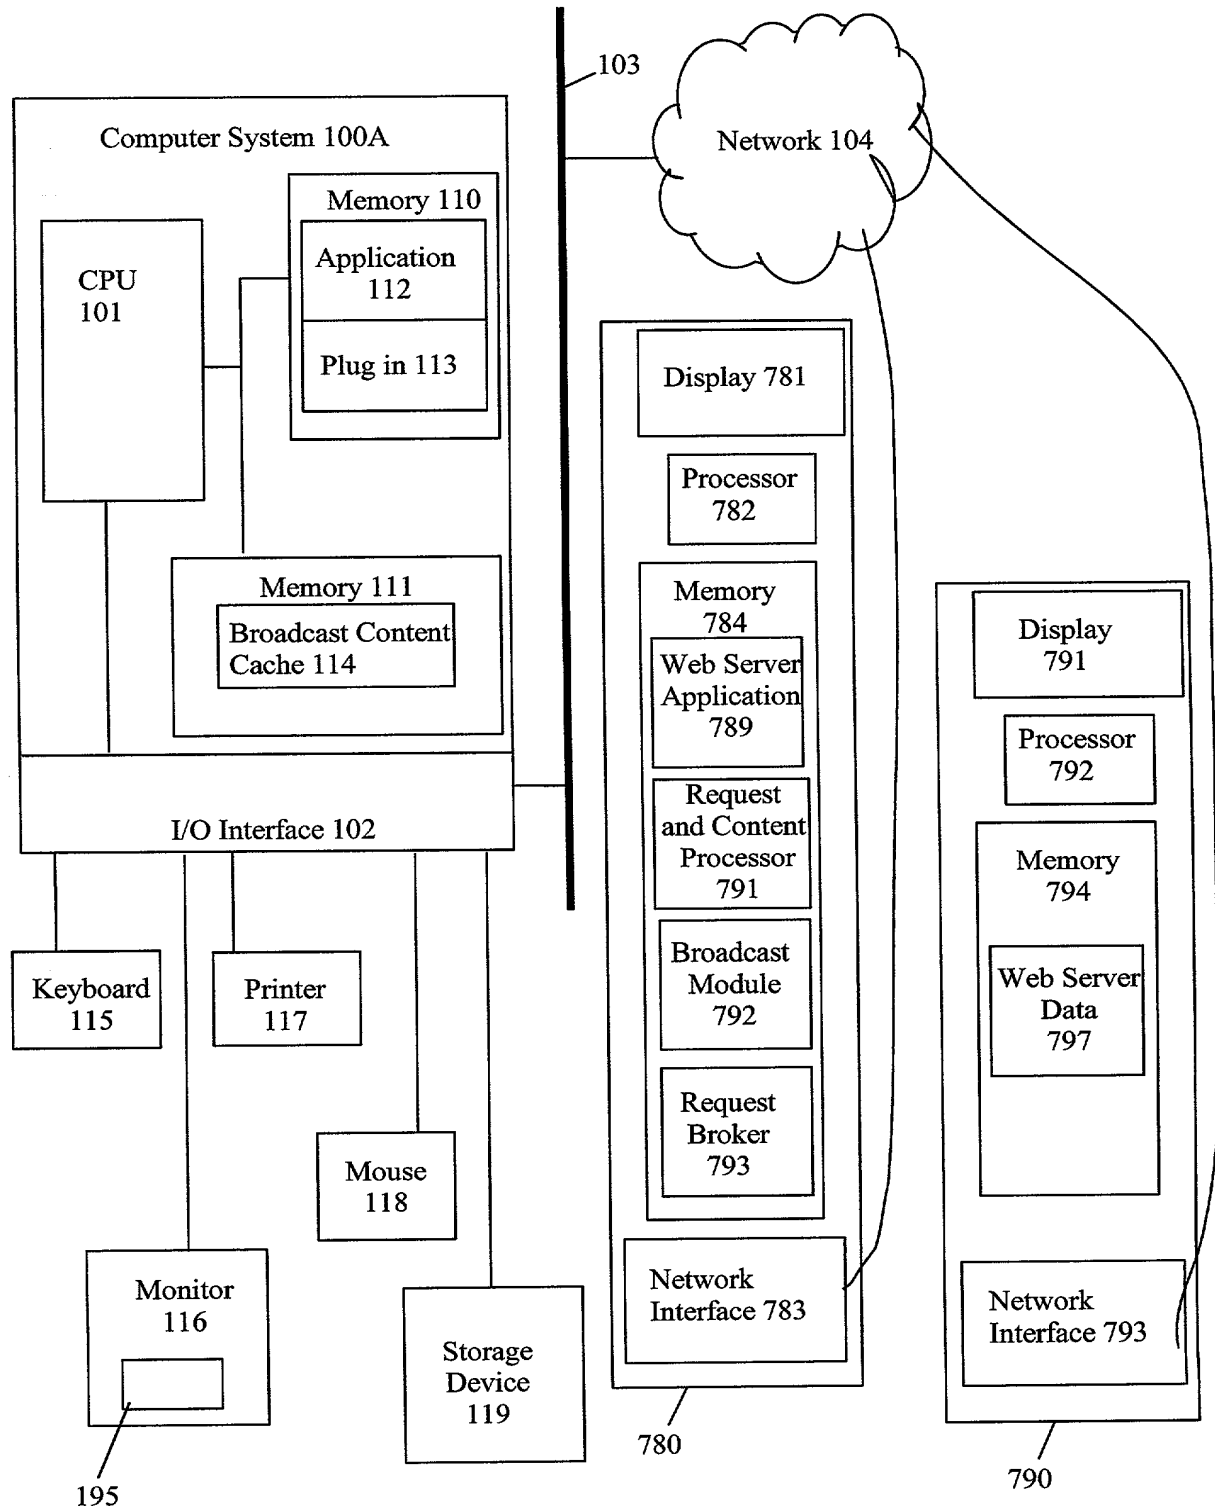 103
Computer System 100A
Network 104
Memory 110
Application
112
CPU
101
Plug in 113
Memory 111
Broadcast Content
Cache 114
I/O Interface 102
Keyboard
115
Printer
117
Mouse
118
Monitor
116
195
Storage
Device
119
Display 781
Processor
782
Memory
784
Web Server
Application
789
Request
and Content
Processor
791
Broadcast
Module
792
Request
Broker
793
Network
Interface 783
780
Display
791
Processor
792
Memory
794
Web Server
Data
797
Network
Interface 793
790